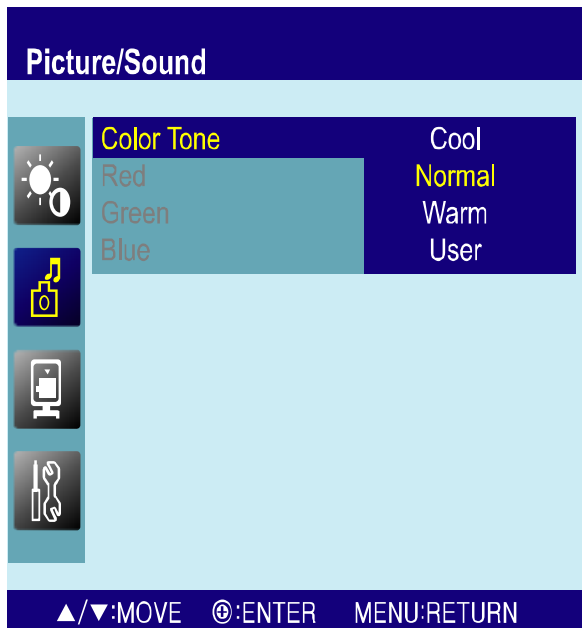 Picture/Sound
Color Tone Cool
Red Normal
Green Warm
Blue User
▲/▼:MOVE ⊕:ENTER MENU:RETURN